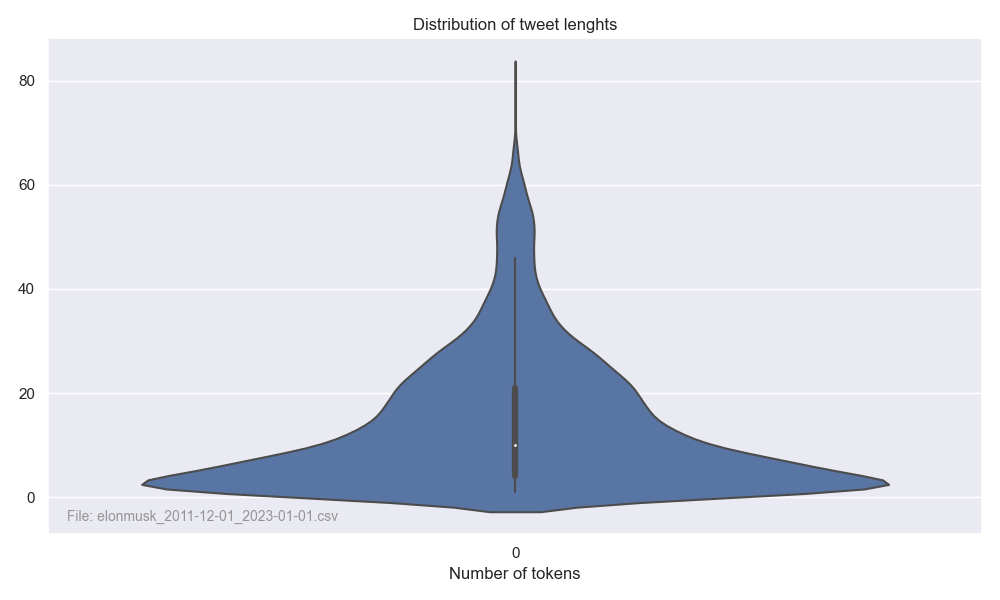 Distribution of tweet lenghts
80
60
40
20
0
File: elonmusk_2011-12-01_2023-01-01.csv
0
Number of tokens